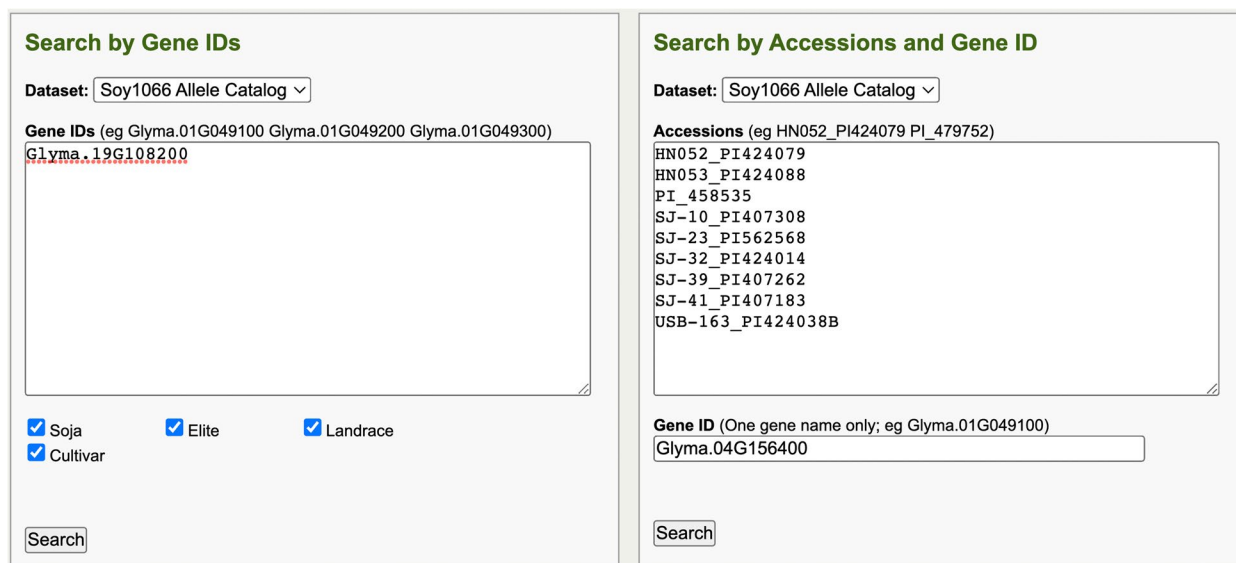 Search by Gene IDs
Dataset: Soy1066 Allele Catalog
Gene IDs (eg Glyma.01G049100 Glyma.01G049200 Glyma.01G049300)
Glyma.19G108200
Soja Elite Landrace
Cultivar
Search
Search by Accessions and Gene ID
Dataset: Soy1066 Allele Catalog
Accessions (eg HN052_PI424079 PI_479752)
HN052_PI424079
HN053_PI424088
PI_458535
SJ-10_PI407308
SJ-23_PI562568
SJ-32_PI424014
SJ-39_PI407262
SJ-41_PI407183
USB-163_PI424038B
Gene ID (One gene name only; eg Glyma.01G049100)
Glyma.04G156400
Search